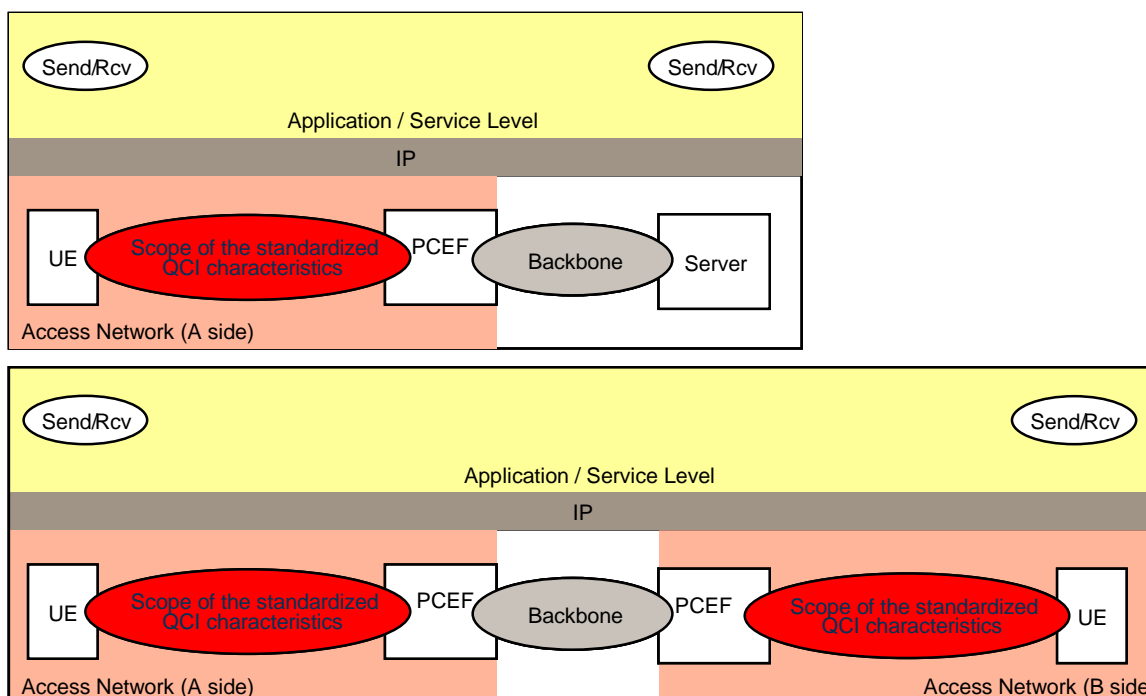 Send/Rcv
Send/Rcv
Application / Service Level
IP
UE
Scope of the standardized
QCI characteristics
PCEF
Backbone
Server
Access Network (A side)
Send/Rcv
Send/Rcv
Application / Service Level
IP
UE
Scope of the standardized
QCI characteristics
PCEF
Backbone
PCEF
Scope of the standardized
QCI characteristics
UE
Access Network (A side)
Access Network (B side